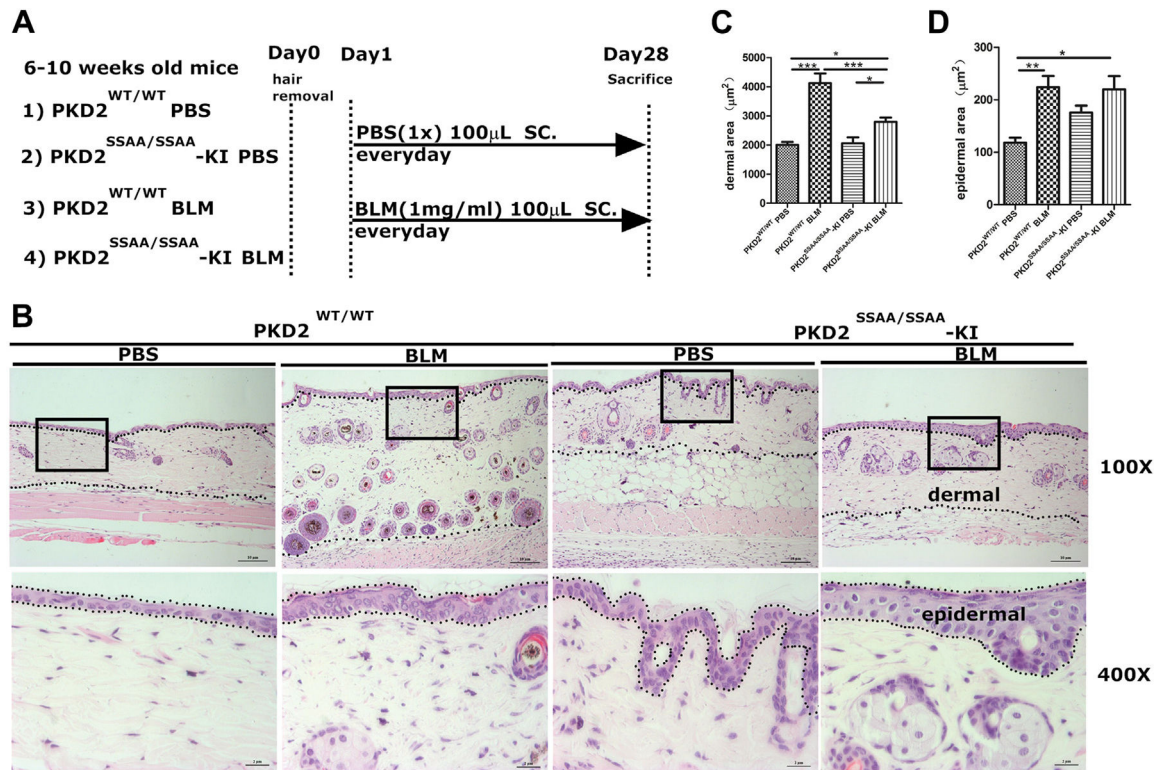 A
6-10 weeks old mice
1) PKD2WT/WT PBS
2) PKD2SSAA/SSAA-KI PBS
3) PKD2WT/WT BLM
4) PKD2SSAA/SSAA-KI BLM
Day0
hair
removal
Day1
Day28
Sacrifice
PBS(1x) 100μL SC.
everyday
BLM(1mg/ml) 100μL SC.
everyday
C
dermal area (μm2)
5000
4000
3000
2000
1000
0
*
*** ***
*
PKD2WT/WT PBS
PKD2WT/WT BLM
PKD2SSAA/SSAA-KI PBS
PKD2SSAA/SSAA-KI BLM
D
epidermal area (μm2)
300
200
100
0
*
**
PKD2WT/WT PBS
PKD2WT/WT BLM
PKD2SSAA/SSAA-KI PBS
PKD2SSAA/SSAA-KI BLM
B
PKD2WT/WT
PKD2SSAA/SSAA-KI
PBS
BLM
PBS
BLM
dermal
100X
epidermal
400X